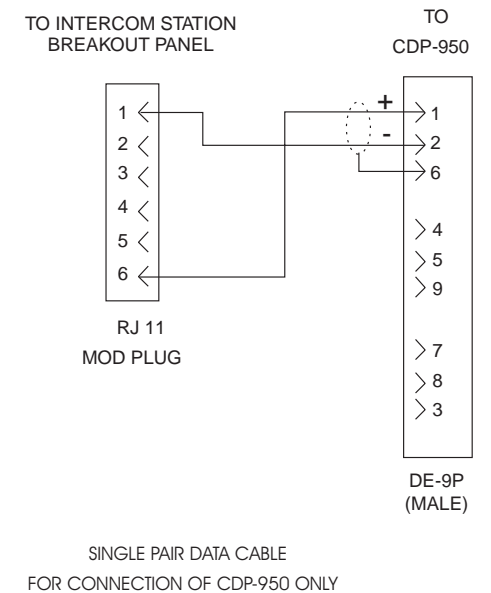 TO INTERCOM STATION
BREAKOUT PANEL
TO
CDP-950
1
2
3
4
5
6
+
-
1
2
6
4
5
9
7
8
3
RJ 11
MOD PLUG
DE-9P
(MALE)
SINGLE PAIR DATA CABLE
FOR CONNECTION OF CDP-950 ONLY